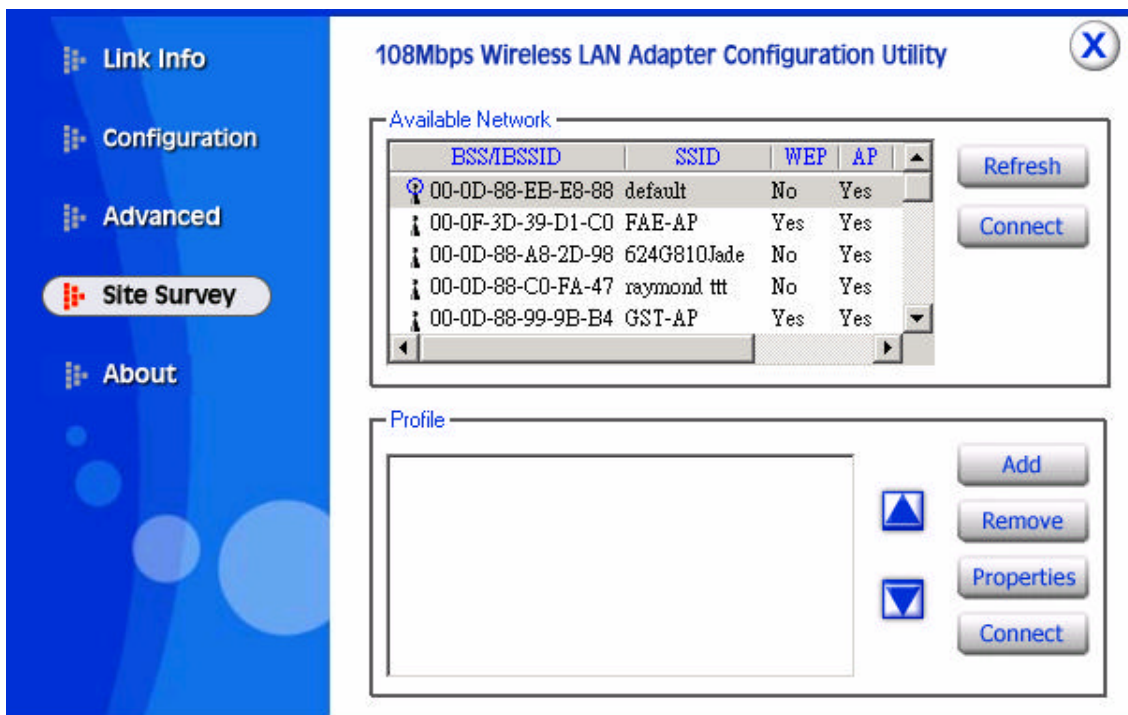 Link Info
Configuration
Advanced
Site Survey
About
108Mbps Wireless LAN Adapter Configuration Utility
X
Available Network
BSS/IBSSID SSID WEP AP
00-0D-88-EB-E8-88 default No Yes
00-0F-3D-39-D1-C0 FAE-AP Yes Yes
00-0D-88-A8-2D-98 624G810Jade No Yes
00-0D-88-C0-FA-47 raymond ttt No Yes
00-0D-88-99-9B-B4 GST-AP Yes Yes
Refresh
Connect
Profile
Add
Remove
Properties
Connect